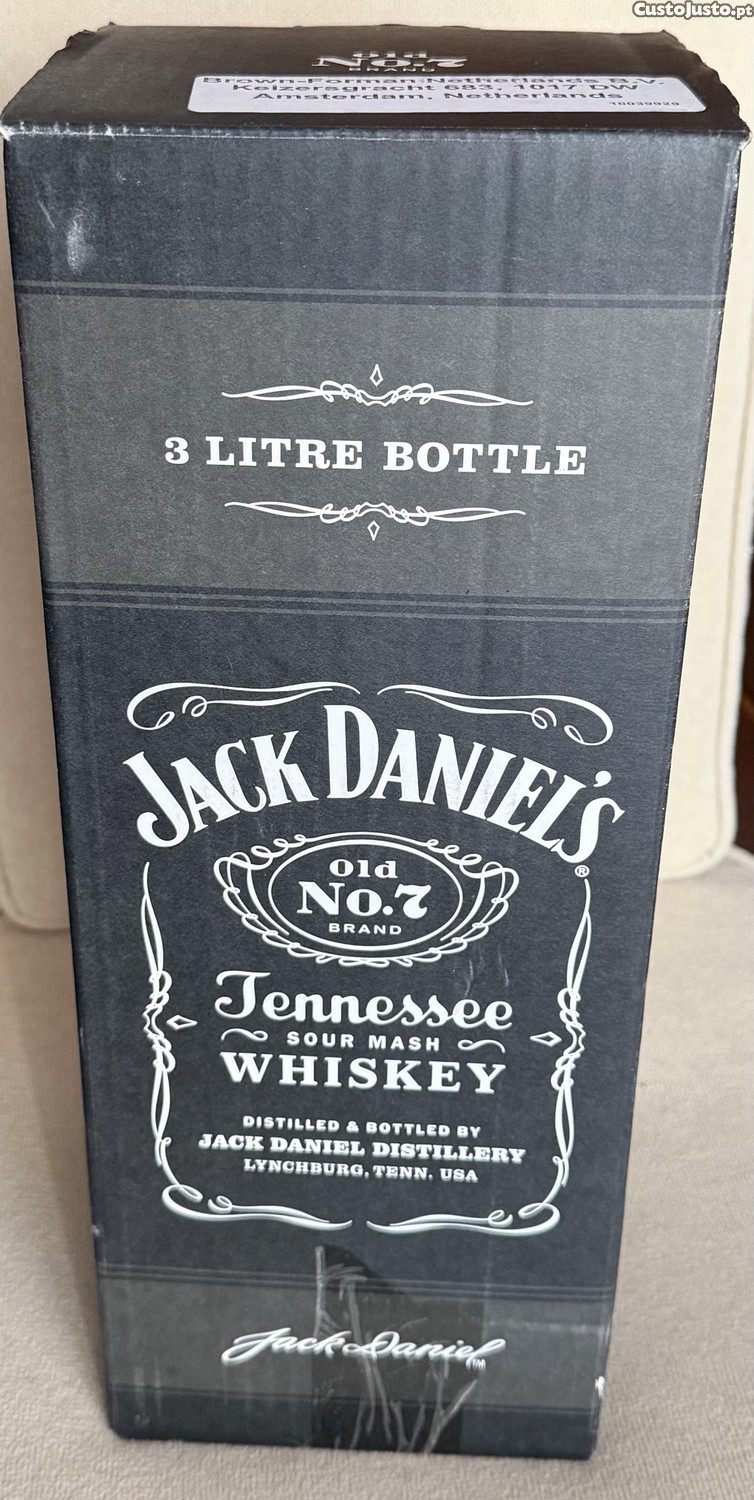 CustoJusto.pt
Old
No.7
BRAND
Brown-Forman Netherlands B.V.
Keizersgracht 683, 1017 DW
Amsterdam, Netherlands
10039929
3 LITRE BOTTLE
JACK DANIEL'S
®
Old
No.7
BRAND
Tennessee
SOUR MASH
WHISKEY
DISTILLED & BOTTLED BY
JACK DANIEL DISTILLERY
LYNCHBURG, TENN. USA
Jack Daniel
TM